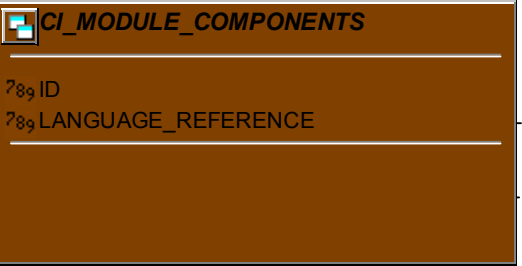 CI_MODULE_COMPONENTS
789 ID
789 LANGUAGE_REFERENCE